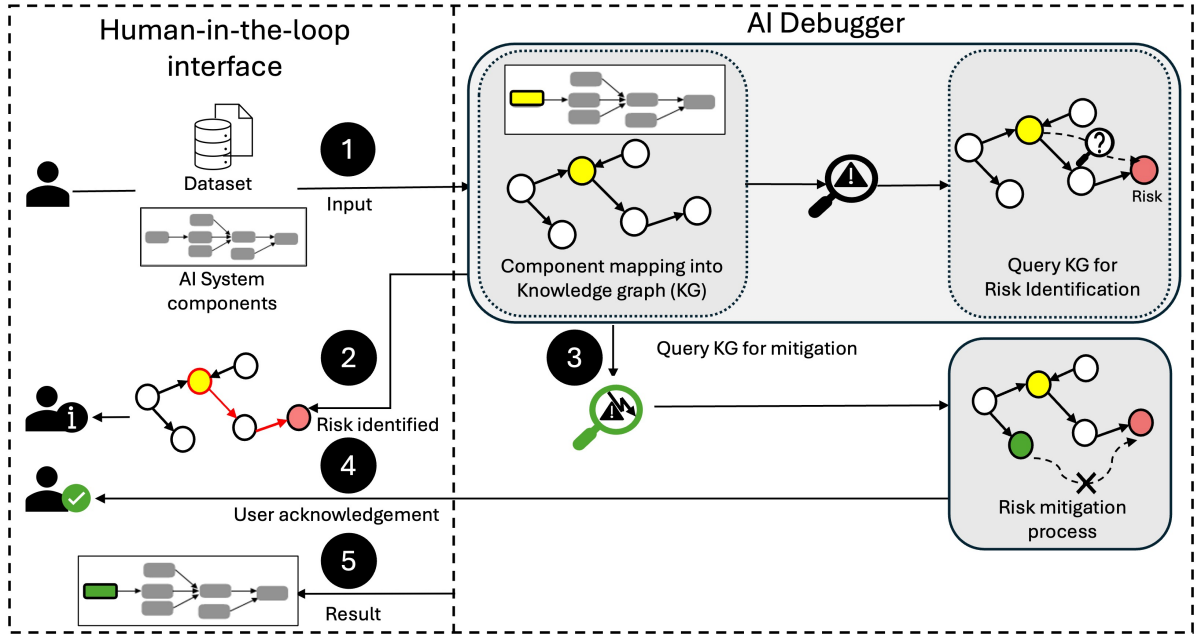 Human-in-the-loop
interface
AI Debugger
Dataset
1
Input
AI System
components
Component mapping into
Knowledge graph (KG)
?
Risk
Query KG for
Risk Identification
2
Risk identified
i
3
Query KG for mitigation
4
User acknowledgement
Risk mitigation
process
5
Result